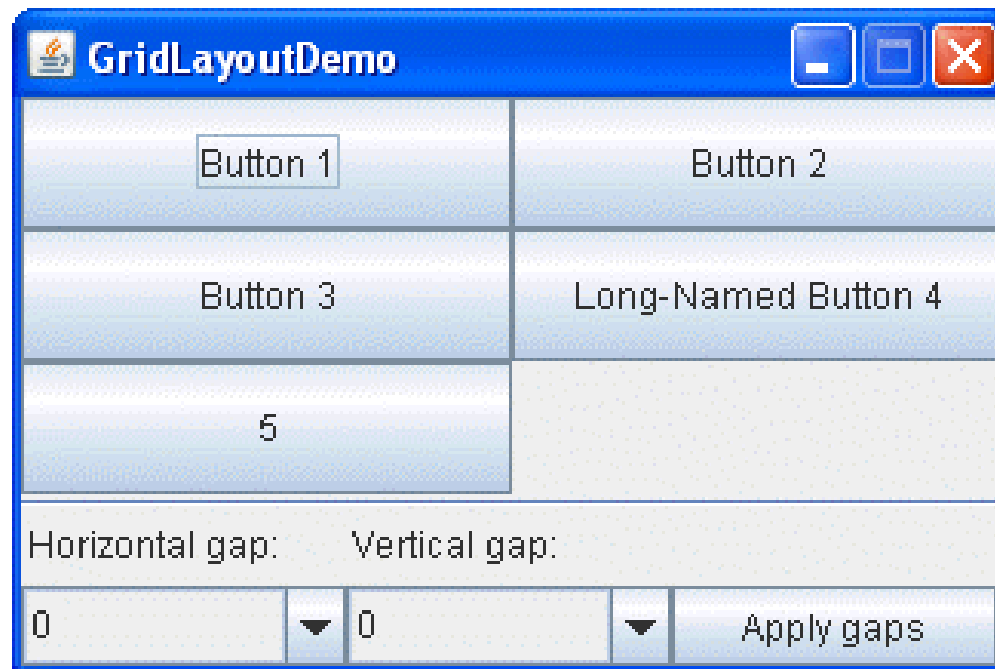 GridLayoutDemo
Button 1 Button 2
Button 3 Long-Named Button 4
5
Horizontal gap: Vertical gap:
0 0 Apply gaps